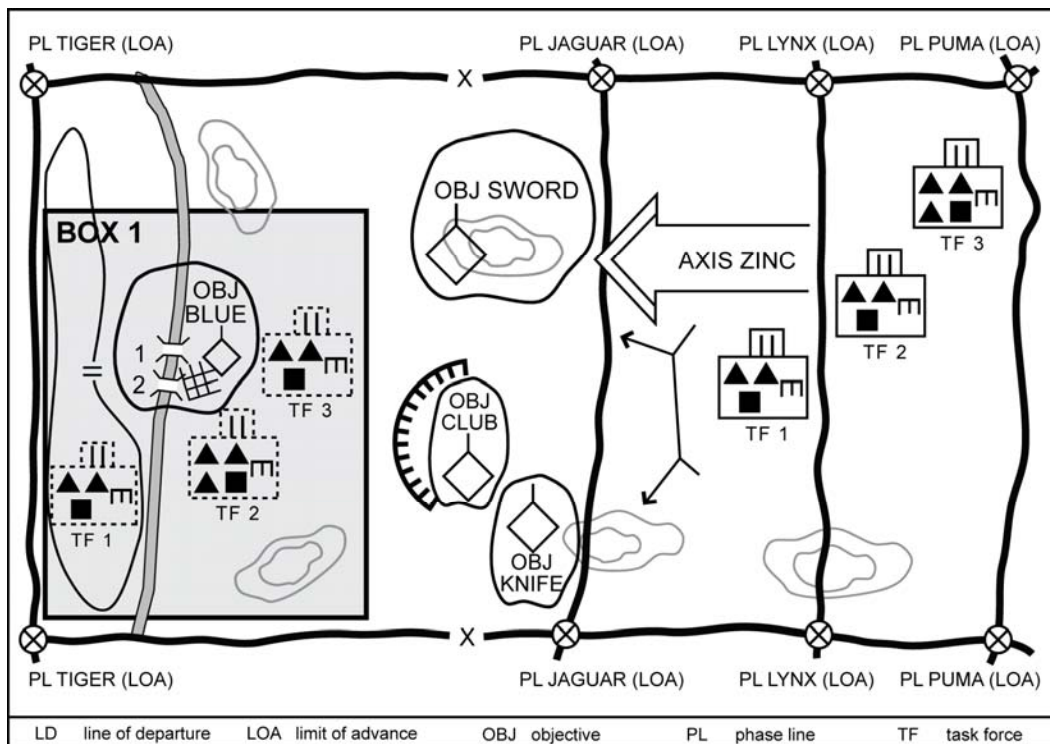 PL TIGER (LOA) PL JAGUAR (LOA) PL LYNX (LOA) PL PUMA (LOA)
X
OBJ SWORD
TF 3
BOX 1
AXIS ZINC
TF 2
OBJ
BLUE
1
2
TF 3
TF 1
OBJ
CLUB
TF 2
TF 1
OBJ
KNIFE
X
PL TIGER (LOA) PL JAGUAR (LOA) PL LYNX (LOA) PL PUMA (LOA)
LD line of departure LOA limit of advance OBJ objective PL phase line TF task force